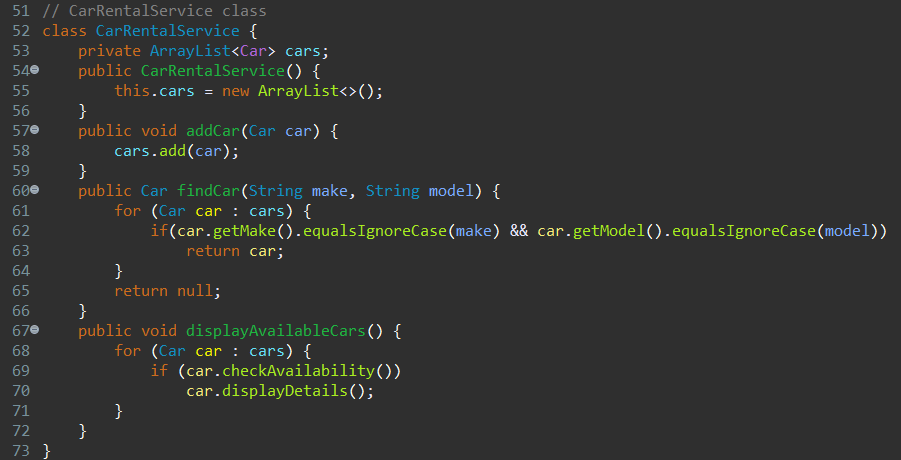 51 // CarRentalService class
52 class CarRentalService {
53     private ArrayList<Car> cars;
54     public CarRentalService() {
55         this.cars = new ArrayList<>();
56     }
57     public void addCar(Car car) {
58         cars.add(car);
59     }
60     public Car findCar(String make, String model) {
61         for (Car car : cars) {
62             if(car.getMake().equalsIgnoreCase(make) && car.getModel().equalsIgnoreCase(model))
63                 return car;
64         }
65         return null;
66     }
67     public void displayAvailableCars() {
68         for (Car car : cars) {
69             if (car.checkAvailability())
70                 car.displayDetails();
71         }
72     }
73 }